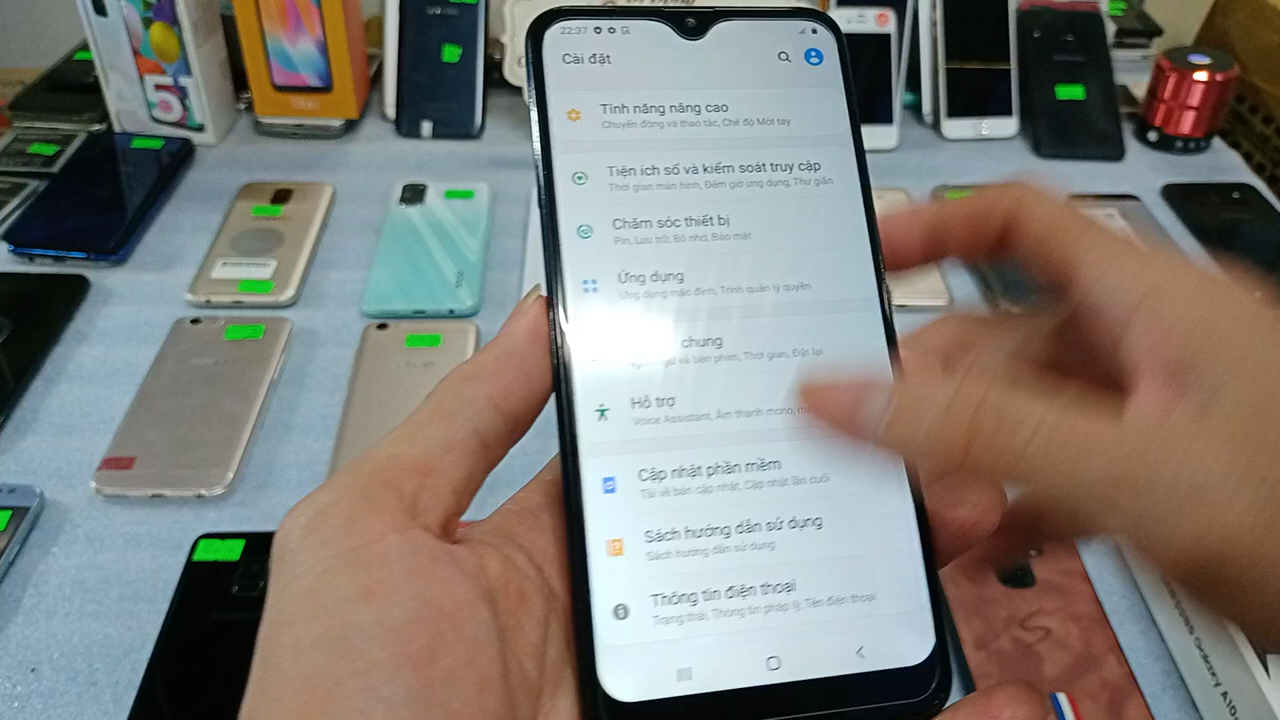 22:37
Cài đặt
Tính năng nâng cao
Chuyển động và thao tác, Chế độ Một tay
Tiện ích số và kiểm soát truy cập
Thời gian màn hình, Đếm giờ ứng dụng, Thư giãn
Chăm sóc thiết bị
Pin, Lưu trữ, Bộ nhớ, Bảo mật
Ứng dụng
Ứng dụng mặc định, Trình quản lý quyền
chung
và bàn phím, Thời gian, Đặt lại
Hỗ trợ
Voice Assistant, Âm thanh mono,
Cập nhật phần mềm
Tải về bản cập nhật, Cập nhật lần cuối
Sách hướng dẫn sử dụng
Sách hướng dẫn sử dụng
Thông tin điện thoại
Trạng thái, Thông tin pháp lý, Tên điện thoại
51
Galaxy A10s